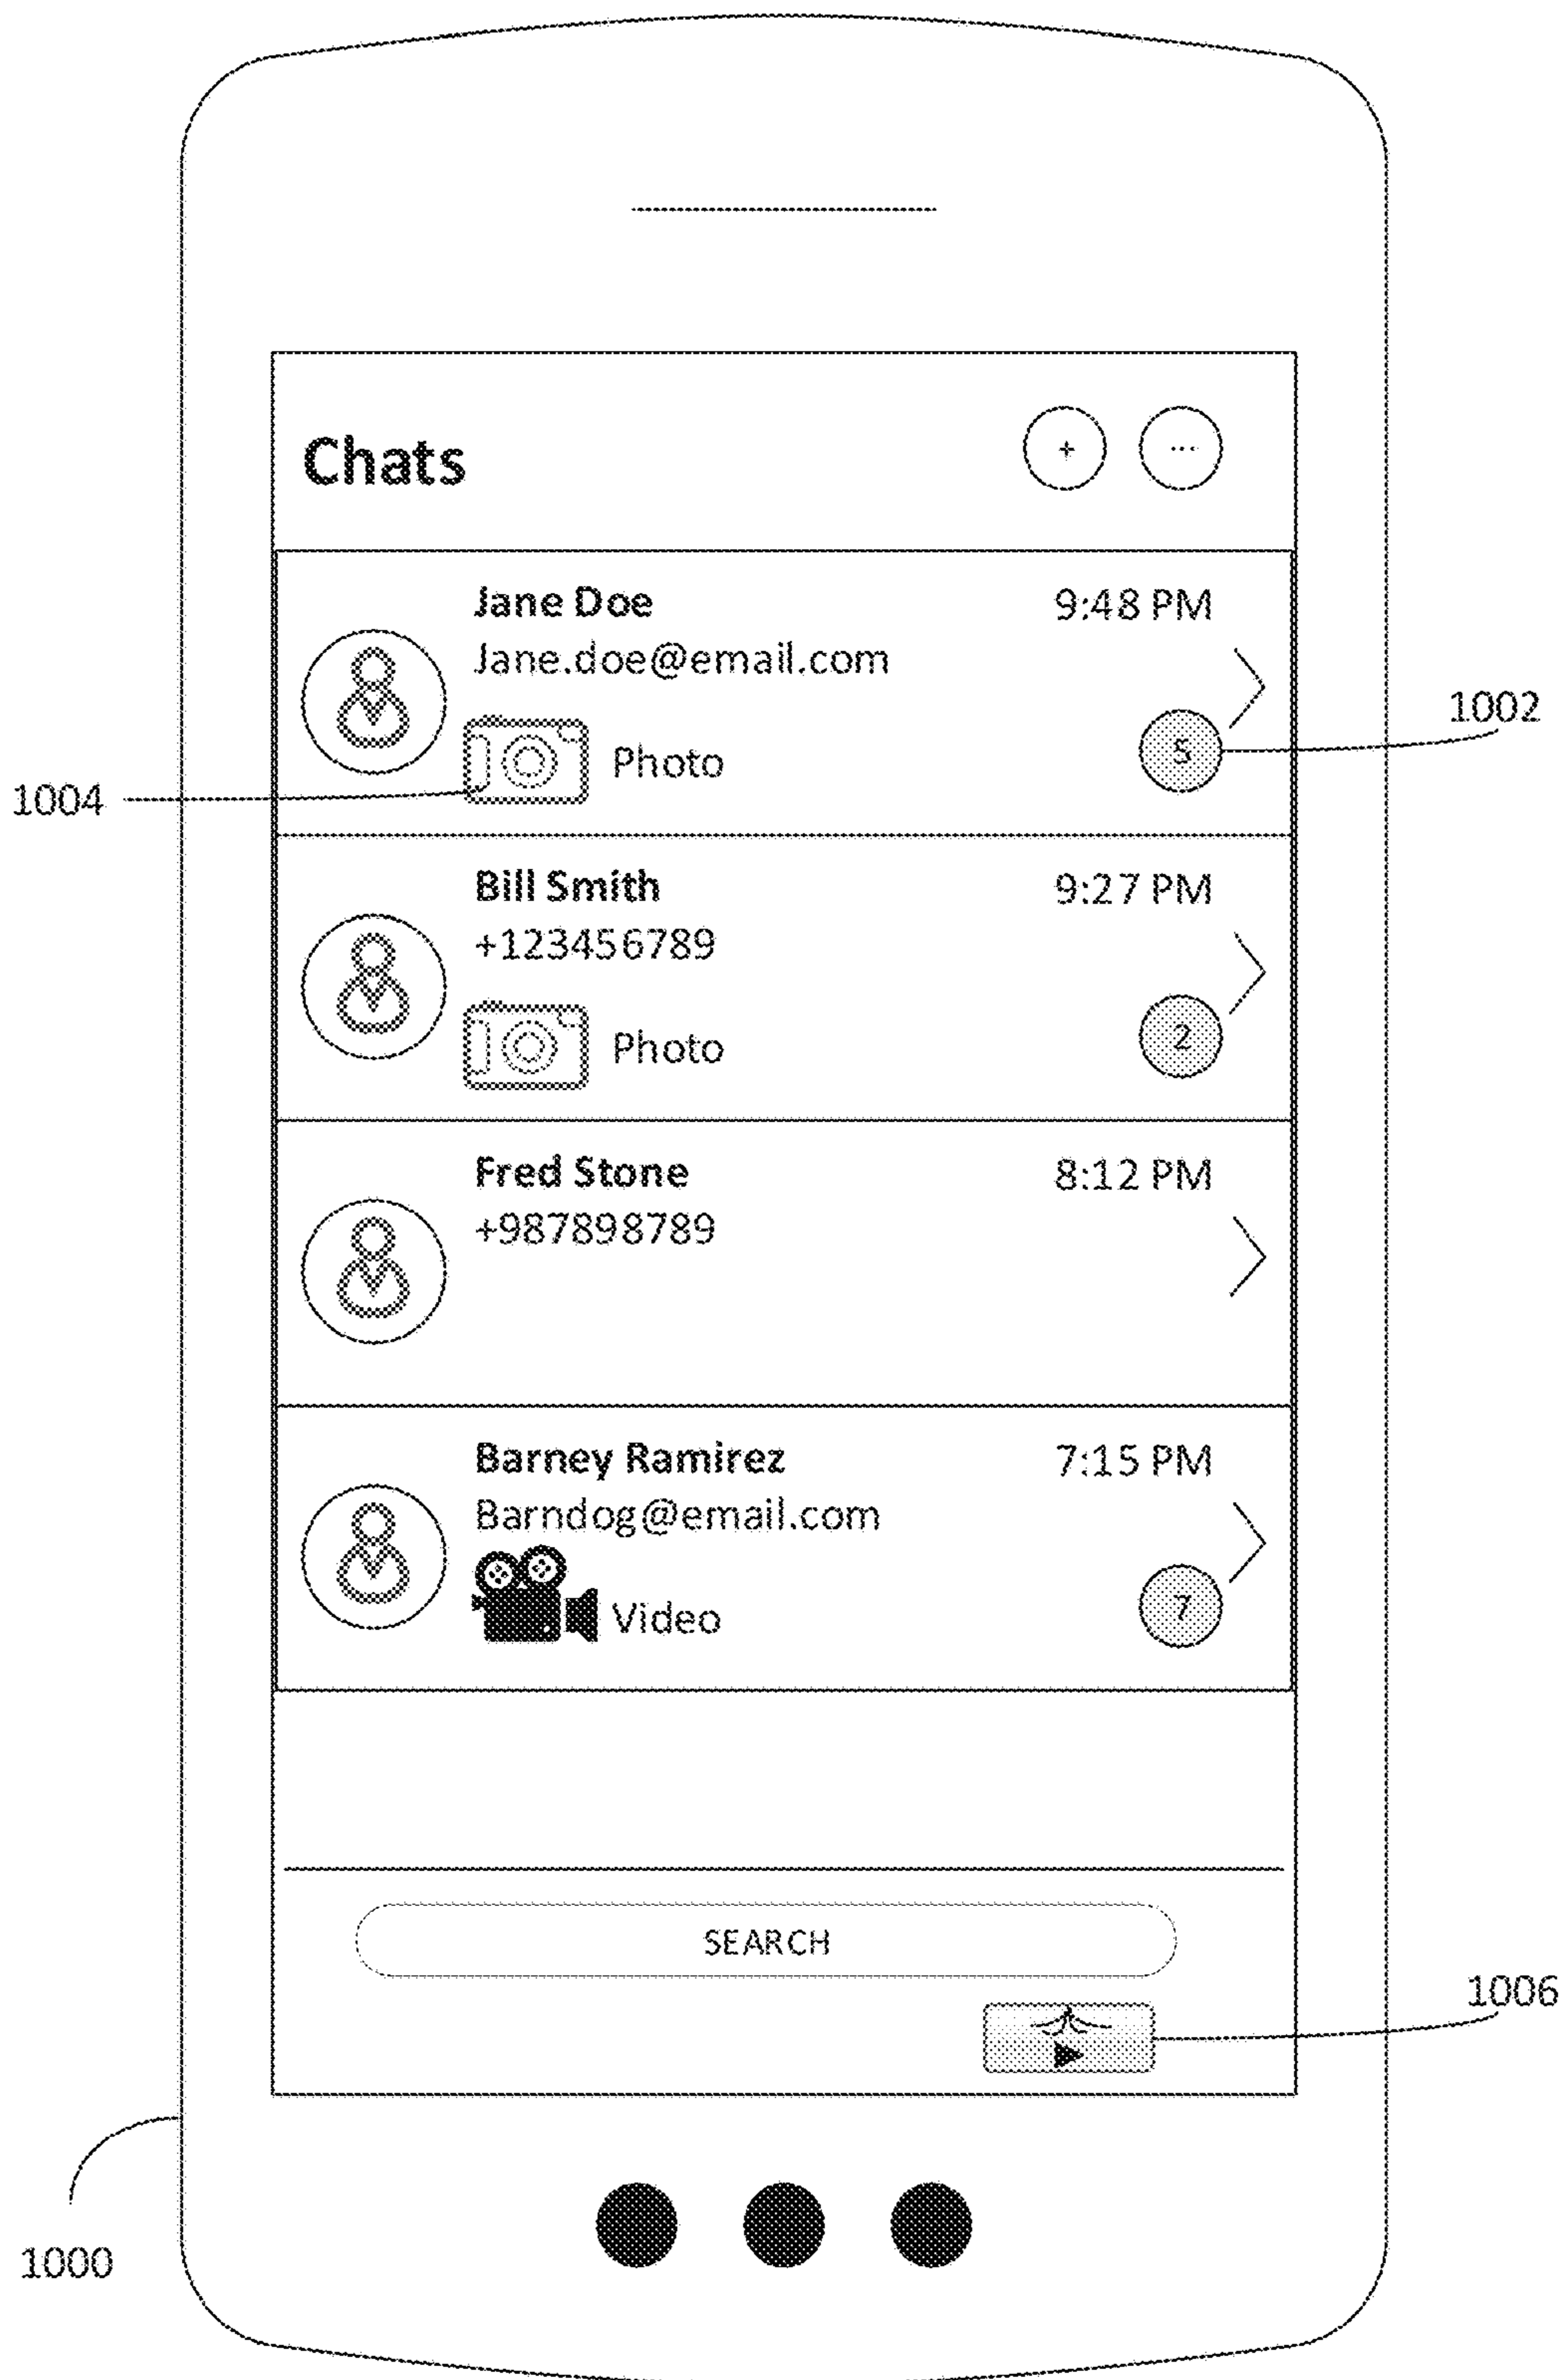 Chats
+ ...
Jane Doe 9:48 PM
Jane.doe@email.com
1002
Photo 5
1004
Bill Smith 9:27 PM
+123456789
Photo 2
Fred Stone 8:12 PM
+987898789
Barney Ramirez 7:15 PM
Barndog@email.com
Video 7
SEARCH
1006
1000